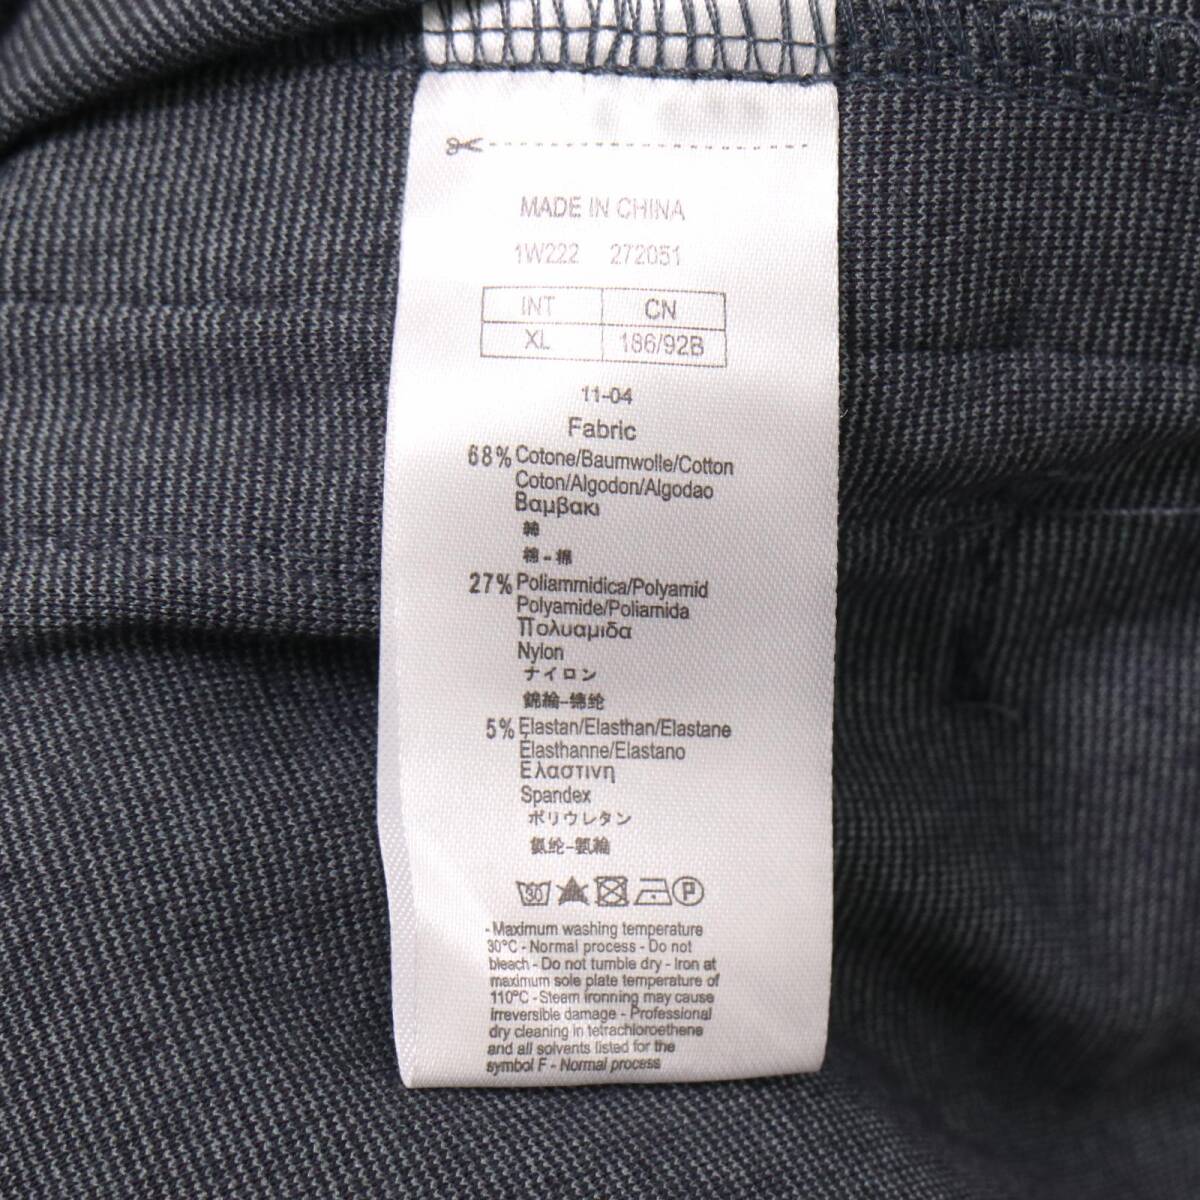 MADE IN CHINA
1W222 272051
INT CN
XL 186/92B
11-04
Fabric
68% Cotone/Baumwolle/Cotton
Coton/Algodon/Algodao
Βαμβακι
綿
棉-棉
27% Poliammidica/Polyamid
Polyamide/Poliamida
Πολυαμιδα
Nylon
ナイロン
錦綸-锦纶
5% Elastan/Elasthan/Elastane
Élasthanne/Elastano
Ελαστινη
Spandex
ポリウレタン
氨纶-氨綸
30 P
- Maximum washing temperature
30°C - Normal process - Do not
bleach - Do not tumble dry - Iron at
maximum sole plate temperature of
110°C - Steam ironning may cause
irreversible damage - Professional
dry cleaning in tetrachloroethene
and all solvents listed for the
symbol F - Normal process